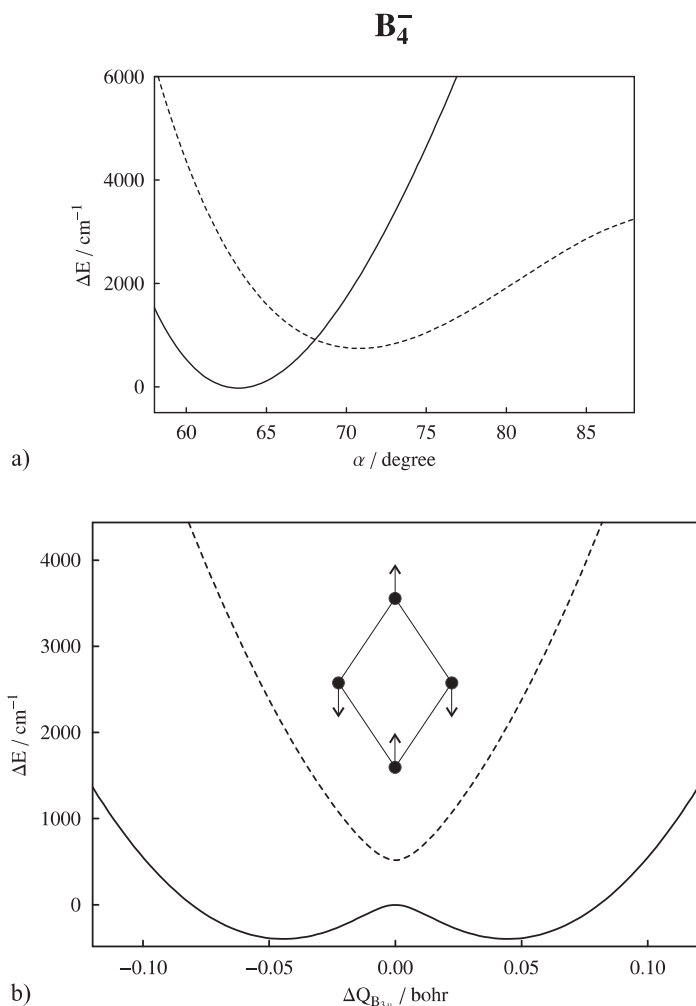 B₄⁻
6000
4000
2000
0
ΔE / cm⁻¹
60 65 70 75 80 85
α / degree
a)
4000
3000
2000
1000
0
ΔE / cm⁻¹
−0.10 −0.05 0.00 0.05 0.10
ΔQ_B₃ᵤ / bohr
b)